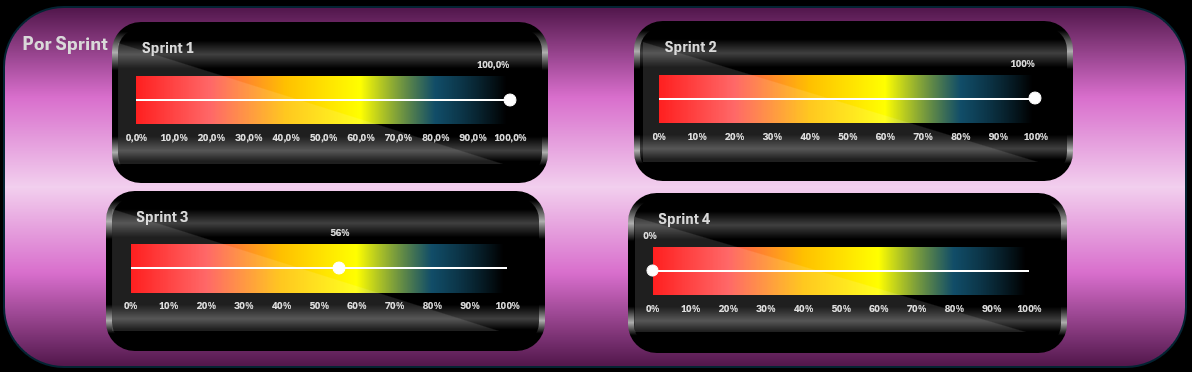 Por Sprint
Sprint 1
100,0%
0,0% 10,0% 20,0% 30,0% 40,0% 50,0% 60,0% 70,0% 80,0% 90,0% 100,0%
Sprint 2
100%
0% 10% 20% 30% 40% 50% 60% 70% 80% 90% 100%
Sprint 3
56%
0% 10% 20% 30% 40% 50% 60% 70% 80% 90% 100%
Sprint 4
0%
0% 10% 20% 30% 40% 50% 60% 70% 80% 90% 100%